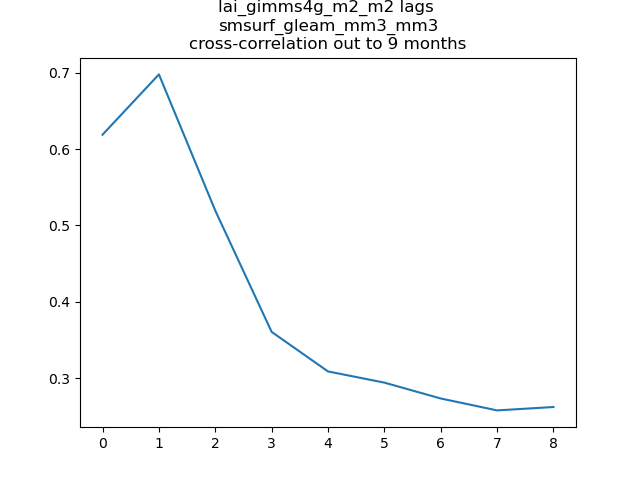 lai_gimms4g_m2_m2 lags
smsurf_gleam_mm3_mm3
cross-correlation out to 9 months
0.7
0.6
0.5
0.4
0.3
0 1 2 3 4 5 6 7 8